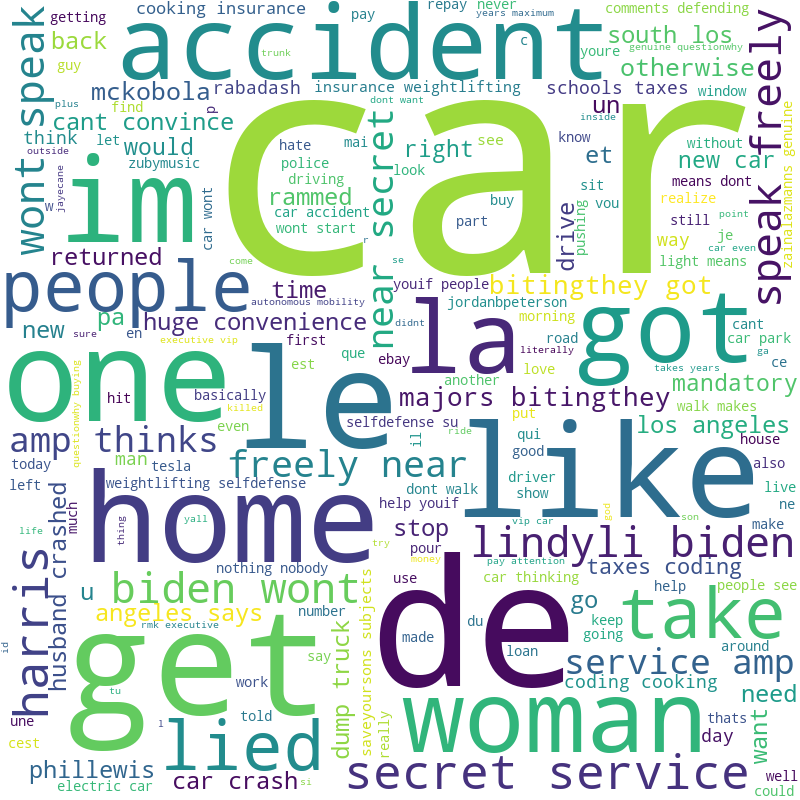 cooking insurance
pay
repay
never
comments defending
getting
accident
years maximum
c
youre
south los
genuine questionwhy
back
guy
trunk
wont speak
mckobola
rabadash
insurance weightlifting
schools taxes
otherwise
plus
find
p
dont want
un
window
cant convince
car
inside
speak freely
think
let
would
hate
mai
near secret
see
know
without
zainalazmanns genuine
outside
zubymusic
police
look
right
et
new car
jayecane
im
driving
rammed
sit
means dont
W
car wont
car accident
buy
vou
realize
wont start
part
drive
pushing
still
point
returned
r
je
way
car even
come
se
light means
people
time
youif people
bitingthey got
autonomous mobility
jordanbpeterson
new
pa
huge convenience
la
morning
got
cant
sure
en
first
didnt
road
car park
executive vip
que
literally
ga
one
le
est
ebay
love
takes years
ce
another
mandatory
hit
basically
majors bitingthey
walk makes
questionwhy buying
killed
put
even
selfdefense su
los angeles
amp thinks
il
qui
like
house
man
good
today
tesla
freely near
also
left
weightlifting selfdefense
dont walk
driver
live
show
home
ride
help youif
god
son
ne
much
life
yall
vip car
make
thing
stop
lindyli biden
husband crashed
try
pour
nothing nobody
de
pay attention
taxes coding
harris
money
use
car thinking
help
people see
u
biden wont
number
go
take
angeles says
du
keep
around
rmk executive
get
say
made
going
id
dump truck
saveyoursons subjects
loan
service amp
tu
work
coding cooking
need
une
told
l
woman
want
thats
cest
lied
really
day
phillewis
car crash
secret service
well
electric car
si
could